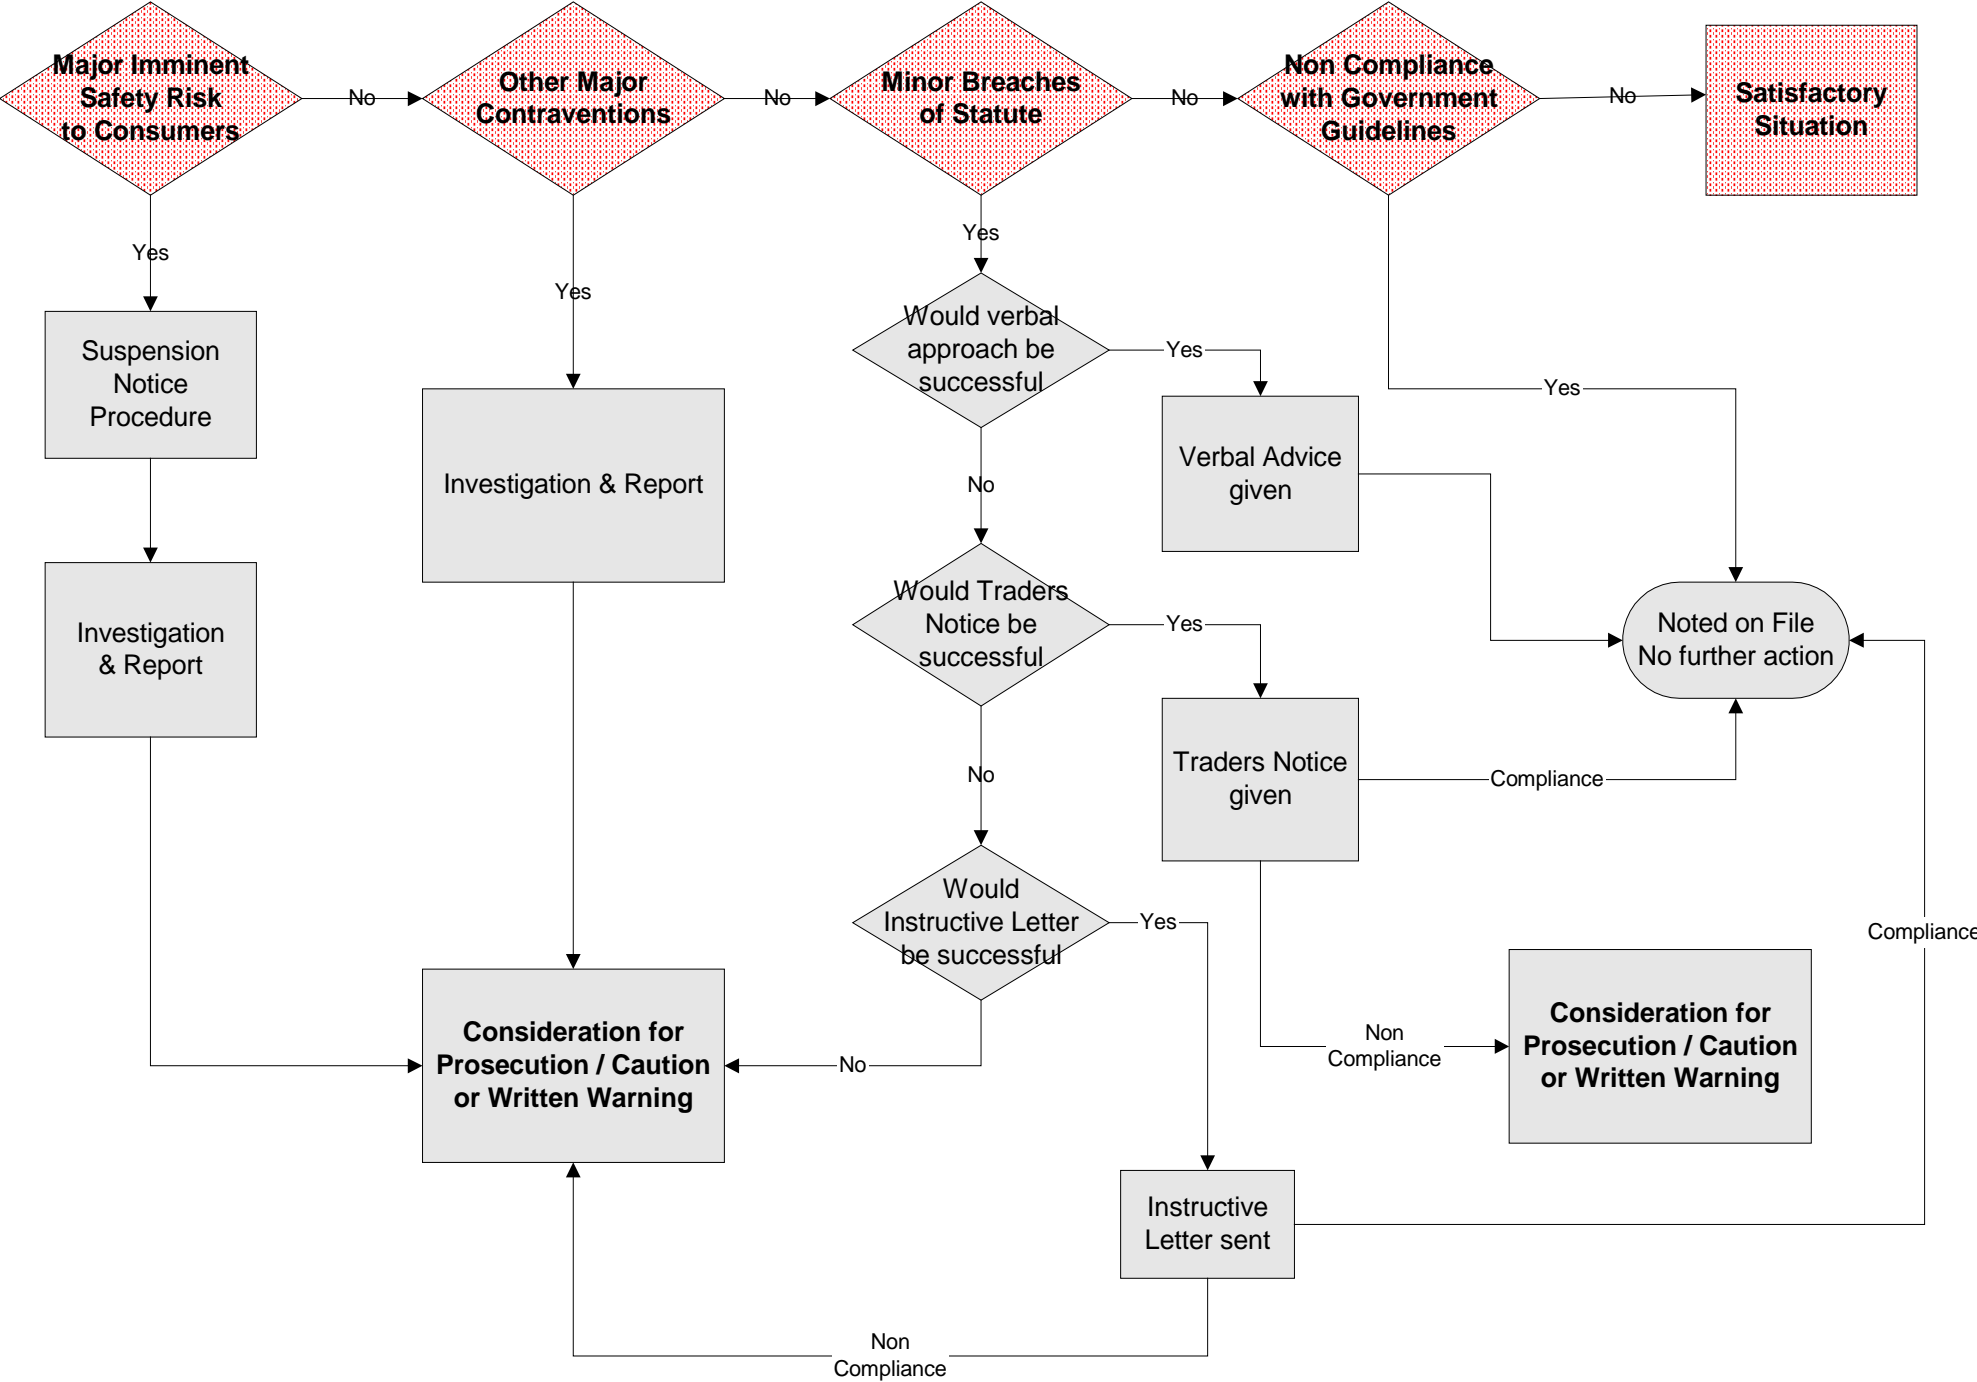 Major Imminent
Safety Risk
to Consumers
No
Other Major
Contraventions
No
Minor Breaches
of Statute
No
Non Compliance
with Government
Guidelines
No
Satisfactory
Situation
Yes
Suspension
Notice
Procedure
Investigation
& Report
Yes
Investigation & Report
Consideration for
Prosecution / Caution
or Written Warning
Yes
Would verbal
approach be
successful
Yes
Verbal Advice
given
No
Would Traders
Notice be
successful
Yes
Traders Notice
given
Compliance
Non
Compliance
Consideration for
Prosecution / Caution
or Written Warning
No
Would
Instructive Letter
be successful
Yes
No
Instructive
Letter sent
Non
Compliance
Compliance
Yes
Noted on File
No further action